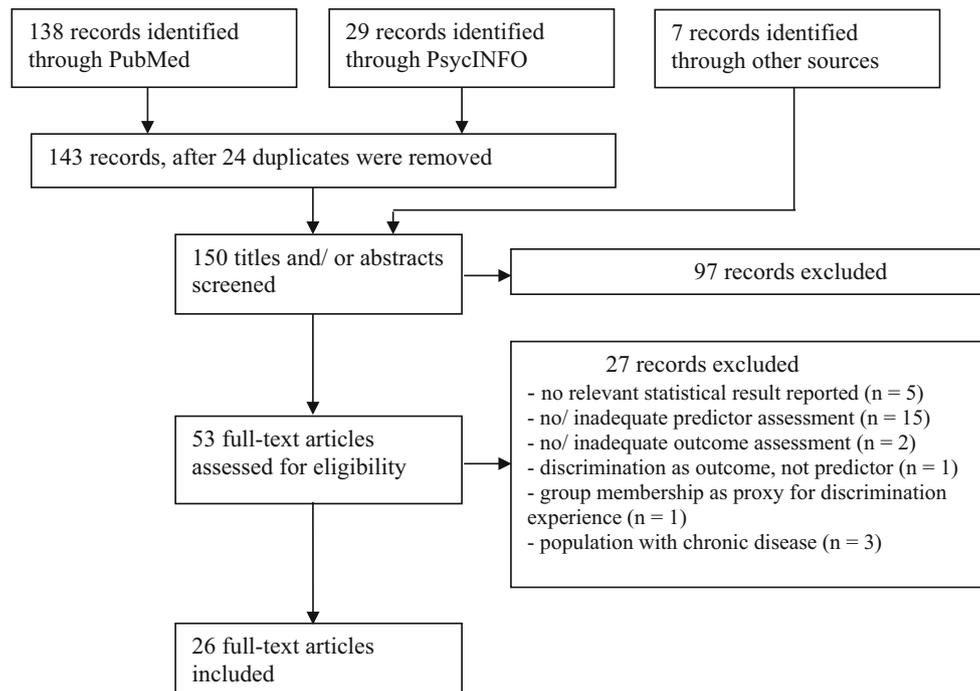 138 records identified
through PubMed
29 records identified
through PsycINFO
7 records identified
through other sources
143 records, after 24 duplicates were removed
150 titles and/ or abstracts
screened
97 records excluded
27 records excluded
- no relevant statistical result reported (n = 5)
- no/ inadequate predictor assessment (n = 15)
- no/ inadequate outcome assessment (n = 2)
- discrimination as outcome, not predictor (n = 1)
- group membership as proxy for discrimination
experience (n = 1)
- population with chronic disease (n = 3)
53 full-text articles
assessed for eligibility
26 full-text articles
included